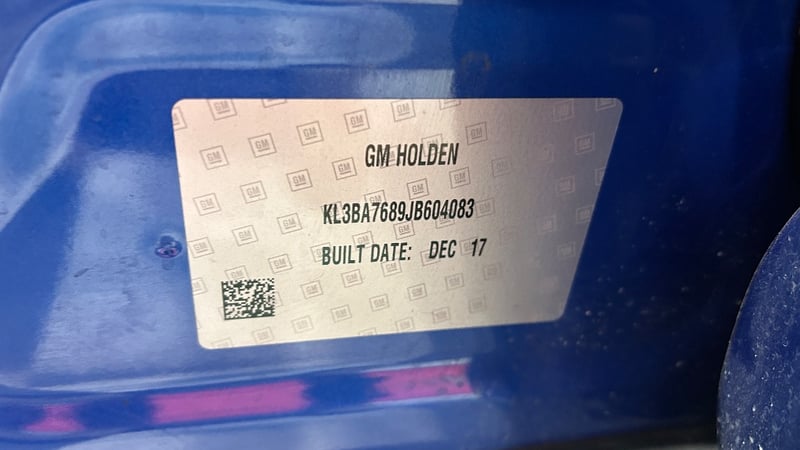 GM HOLDEN
KL3BA7689JB604083
BUILT DATE: DEC 17